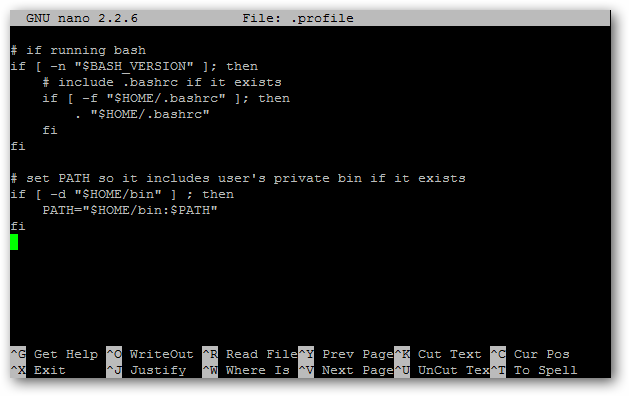 GNU nano 2.2.6 File: .profile
# if running bash
if [ -n "$BASH_VERSION" ]; then
    # include .bashrc if it exists
    if [ -f "$HOME/.bashrc" ]; then
        . "$HOME/.bashrc"
    fi
fi
# set PATH so it includes user's private bin if it exists
if [ -d "$HOME/bin" ] ; then
    PATH="$HOME/bin:$PATH"
fi
^G Get Help ^O WriteOut ^R Read File^Y Prev Page^K Cut Text ^C Cur Pos
^X Exit ^J Justify ^W Where Is ^V Next Page^U UnCut Tex^T To Spell